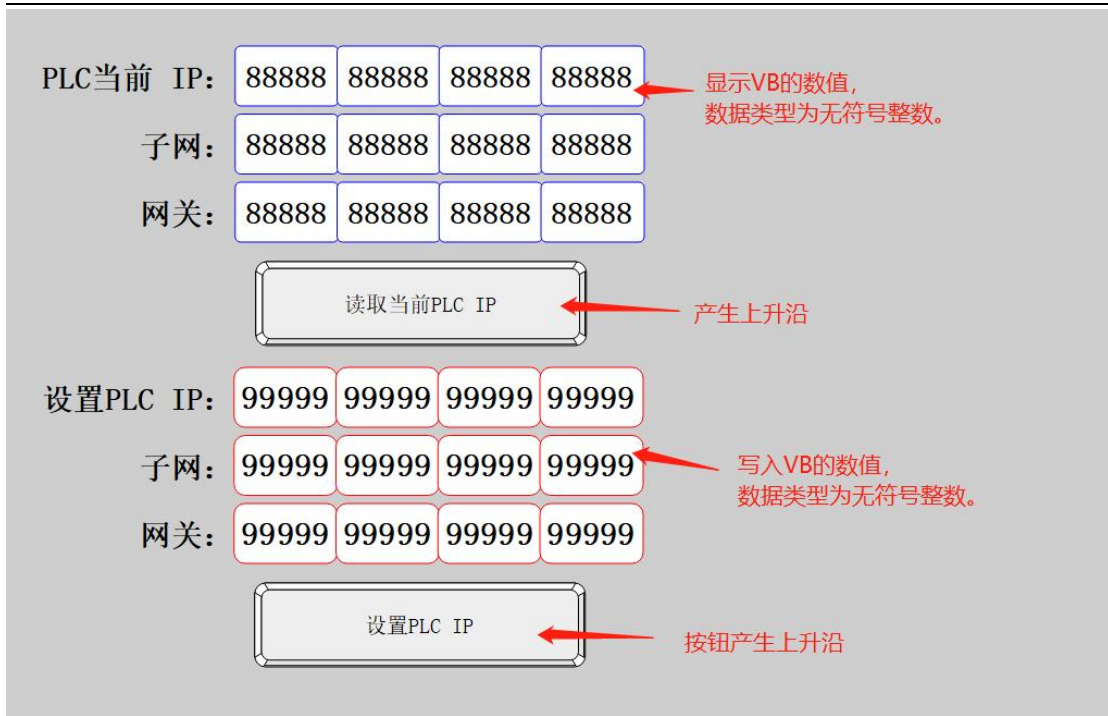 PLC当前 IP: 88888 88888 88888 88888
显示VB的数值,
数据类型为无符号整数。
子网: 88888 88888 88888 88888
网关: 88888 88888 88888 88888
读取当前PLC IP
产生上升沿
设置PLC IP: 99999 99999 99999 99999
子网: 99999 99999 99999 99999
写入VB的数值,
数据类型为无符号整数。
网关: 99999 99999 99999 99999
设置PLC IP
按钮产生上升沿